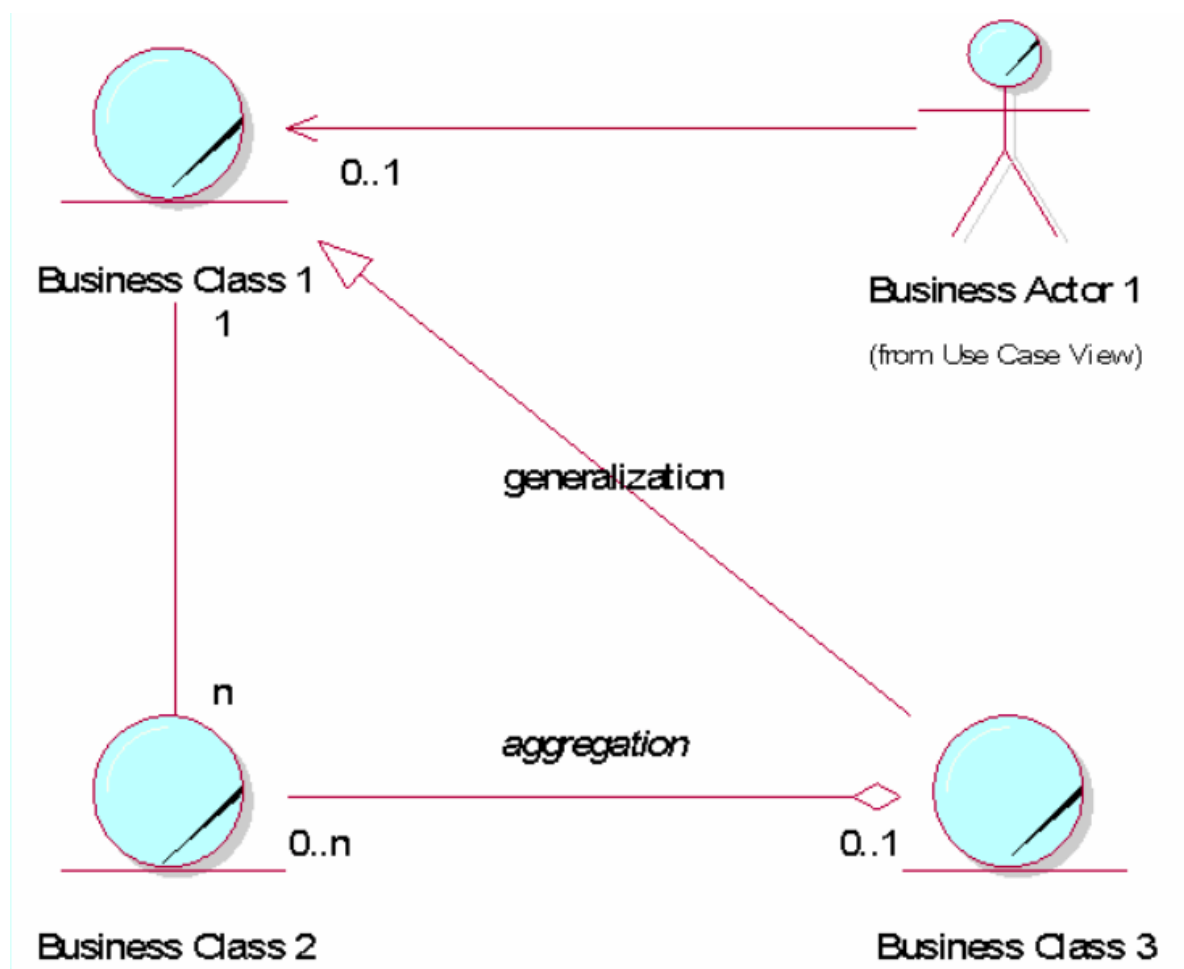 0..1
Business Class 1
1
Business Actor 1
(from Use Case View)
generalization
n
aggregation
0..n
0..1
Business Class 2
Business Class 3